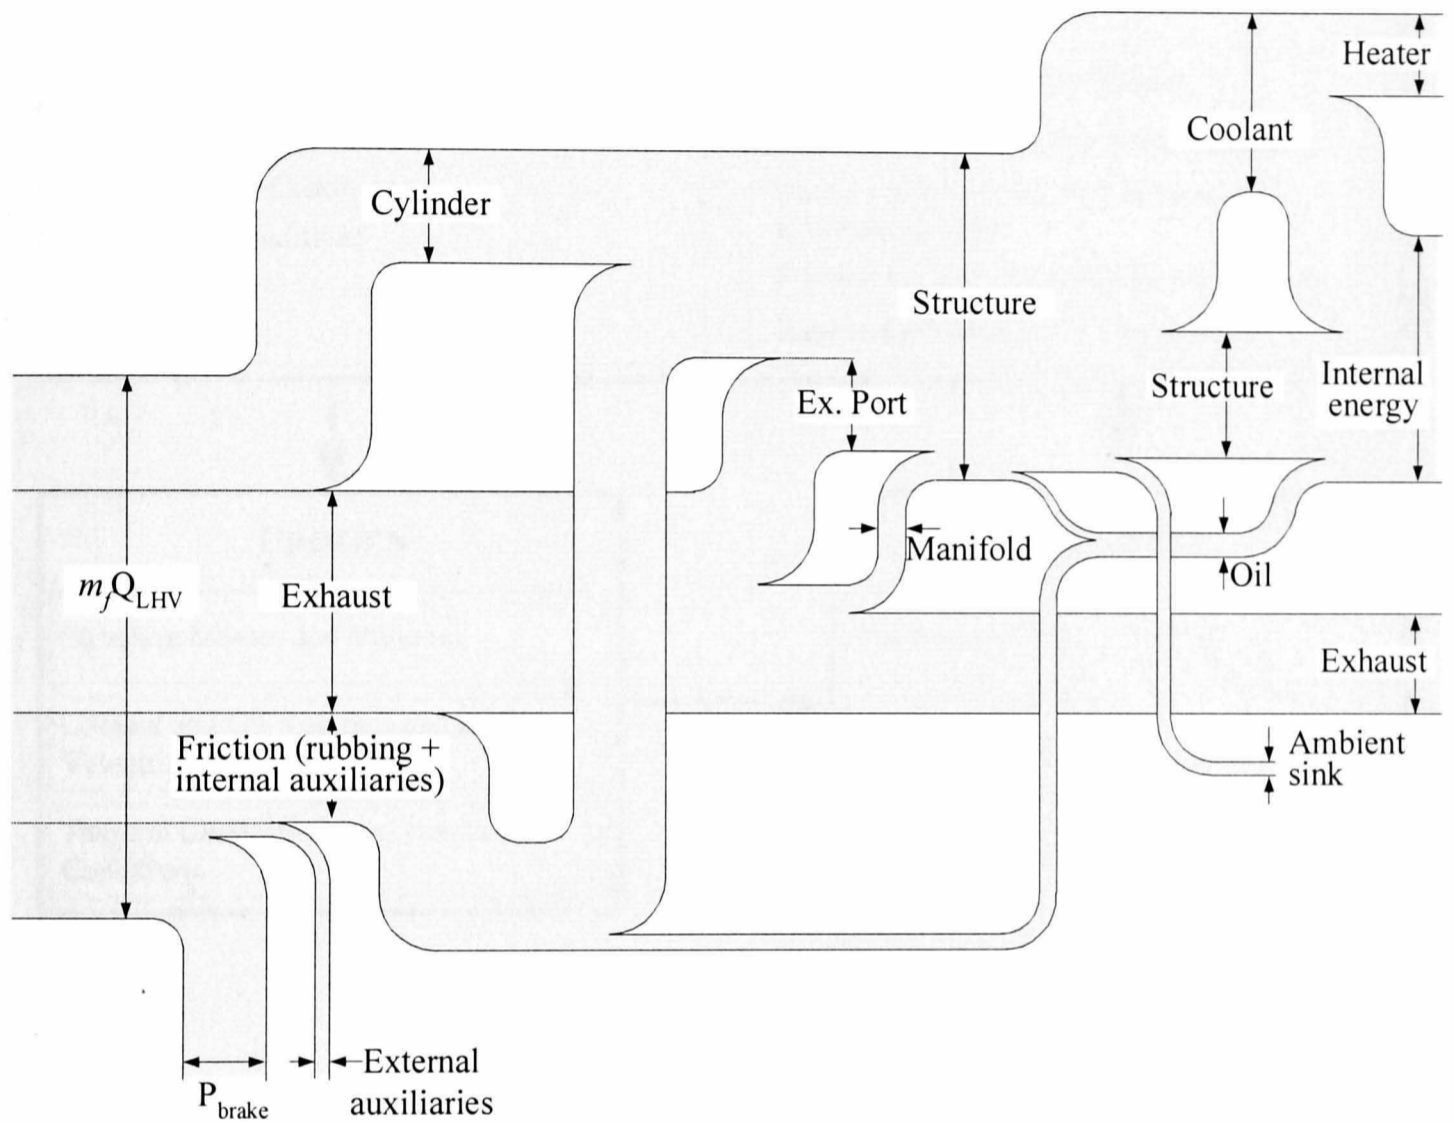 Heater
Coolant
Cylinder
Structure
Ex. Port
Structure
Internal
energy
Manifold
Oil
m_fQ_LHV
Exhaust
Exhaust
Friction (rubbing +
internal auxiliaries)
Ambient
sink
External
auxiliaries
P_brake